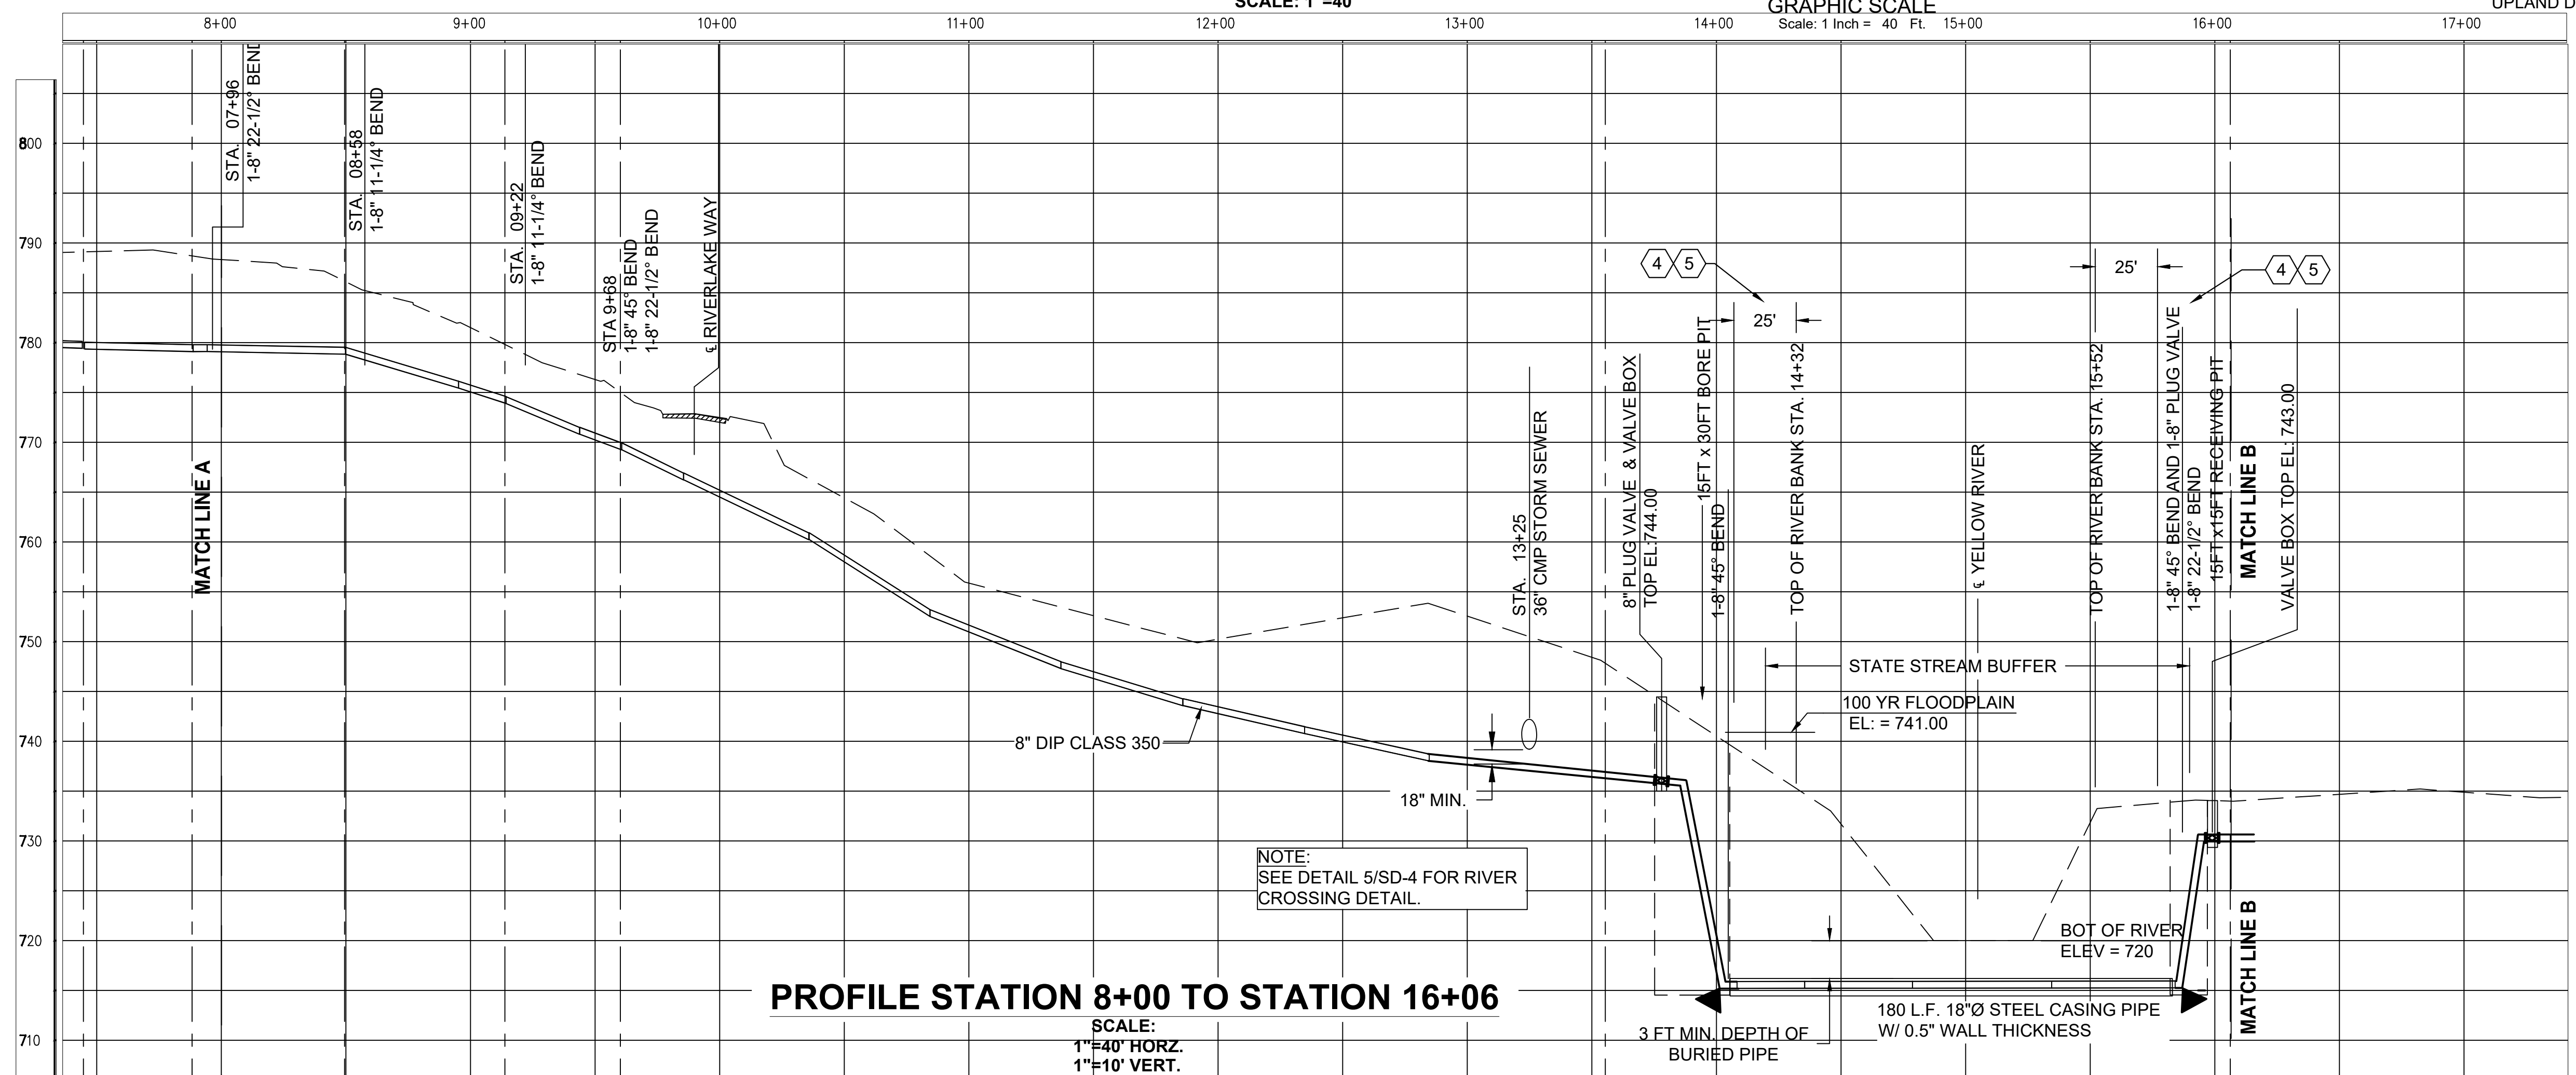 SCALE: 1"=40'
GRAPHIC SCALE
Scale: 1 Inch = 40 Ft.
UPLAND D
8+00
9+00
10+00
11+00
12+00
13+00
14+00
15+00
16+00
17+00
800
790
780
770
760
750
740
730
720
710
STA. 07+96
1-8" 22-1/2° BEND
STA. 08+58
1-8" 11-1/4° BEND
STA. 09+22
1-8" 11-1/4° BEND
STA 9+68
1-8" 45° BEND
1-8" 22-1/2° BEND
℄ RIVERLAKE WAY
MATCH LINE A
8" DIP CLASS 350
18" MIN.
STA. 13+25
36" CMP STORM SEWER
8" PLUG VALVE & VALVE BOX
TOP EL:744.00
15FT x 30FT BORE PIT
1-8" 45° BEND
4 5
25'
TOP OF RIVER BANK STA. 14+32
STATE STREAM BUFFER
100 YR FLOODPLAIN
EL: = 741.00
℄ YELLOW RIVER
TOP OF RIVER BANK STA. 15+52
25'
4 5
1-8" 45° BEND AND 1-8" PLUG VALVE
1-8" 22-1/2° BEND
15FT x15FT RECEIVING PIT
MATCH LINE B
VALVE BOX TOP EL: 743.00
NOTE:
SEE DETAIL 5/SD-4 FOR RIVER
CROSSING DETAIL.
BOT OF RIVER
ELEV = 720
180 L.F. 18"Ø STEEL CASING PIPE
W/ 0.5" WALL THICKNESS
3 FT MIN. DEPTH OF
BURIED PIPE
MATCH LINE B
PROFILE STATION 8+00 TO STATION 16+06
SCALE:
1"=40' HORZ.
1"=10' VERT.